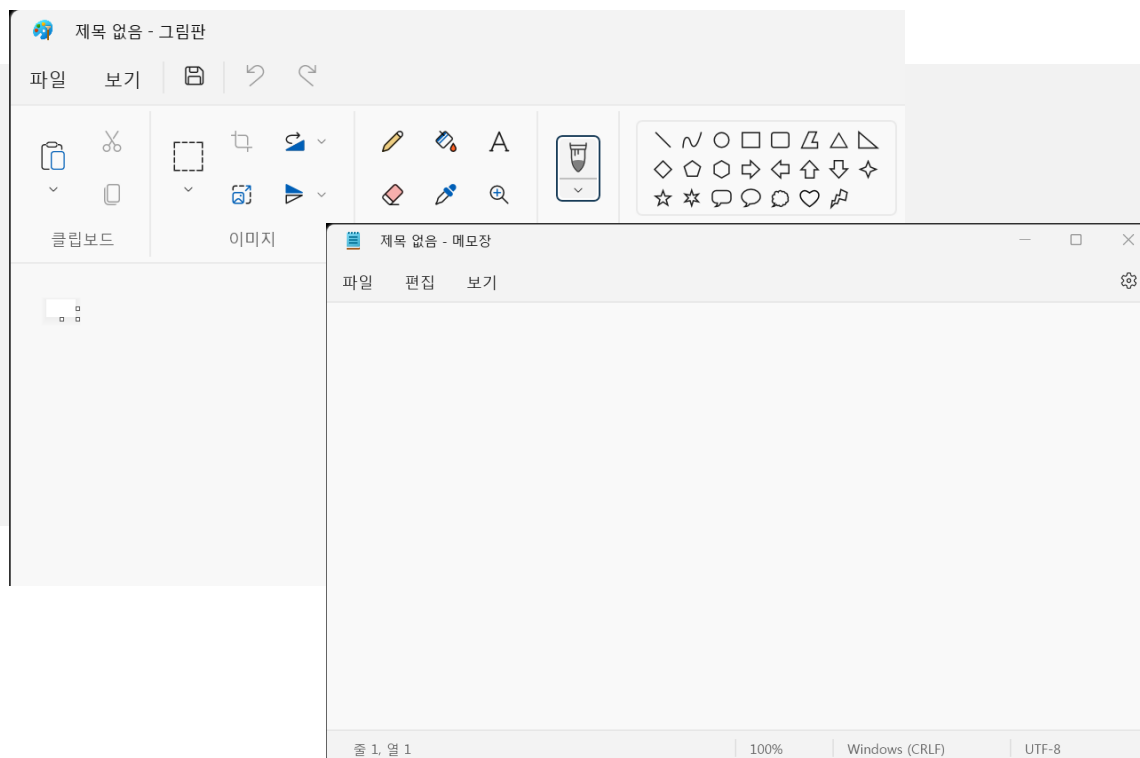 제목 없음 - 그림판
파일 보기
클립보드 이미지
제목 없음 - 메모장
파일 편집 보기
줄 1, 열 1 100% Windows (CRLF) UTF-8